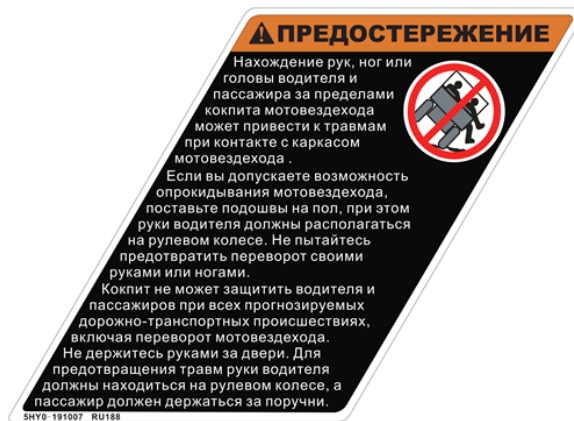 ПРЕДОСТЕРЕЖЕНИЕ
Нахождение рук, ног или
головы водителя и
пассажира за пределами
кокпита мотовездехода
может привести к травмам
при контакте с каркасом
мотовездехода .
Если вы допускаете возможность
опрокидывания мотовездехода,
поставьте подошвы на пол, при этом
руки водителя должны располагаться
на рулевом колесе. Не пытайтесь
предотвратить переворот своими
руками или ногами.
Кокпит не может защитить водителя и
пассажиров при всех прогнозируемых
дорожно-транспортных происшествиях,
включая переворот мотовездехода.
Не держитесь руками за двери. Для
предотвращения травм руки водителя
должны находиться на рулевом колесе, а
пассажир должен держаться за поручни.
5HY0-191007 RU188